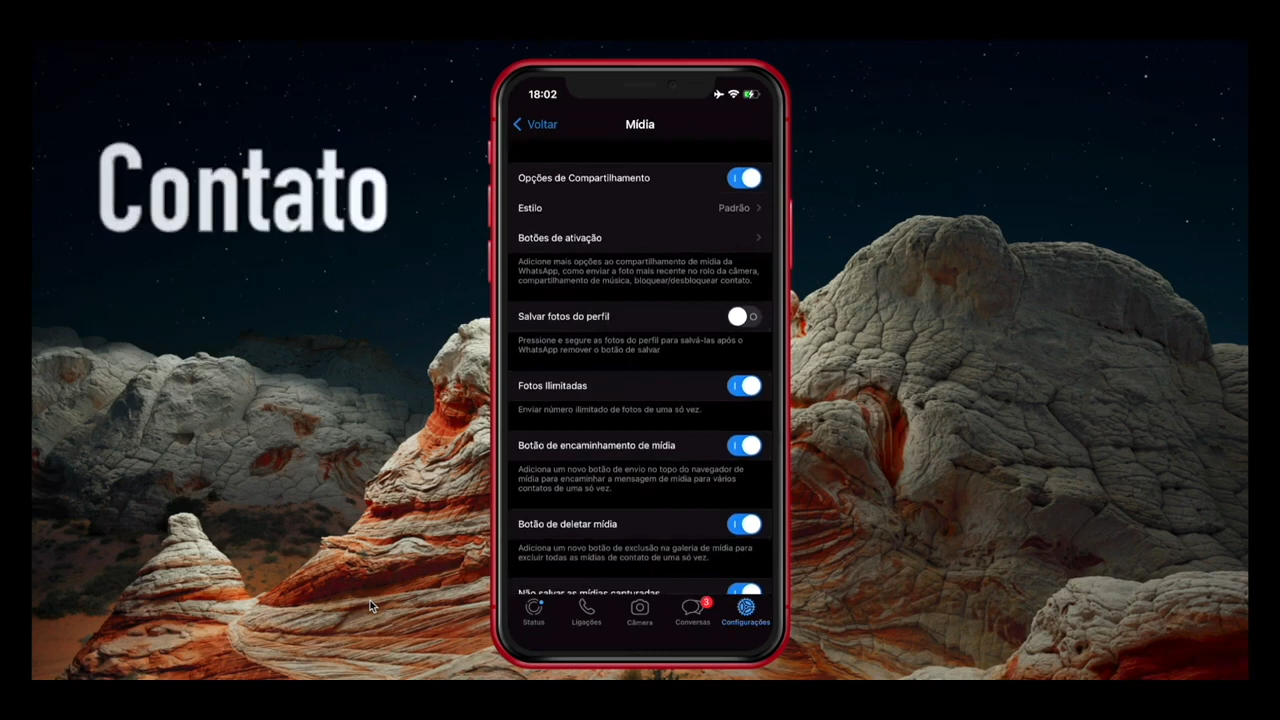 Contato
18:02
Voltar
Mídia
Opções de Compartilhamento
Estilo
Padrão
Botões de ativação
Adicione mais opções ao compartilhamento de mídia da
WhatsApp, como enviar a foto mais recente no rolo da câmera,
compartilhamento de música, bloquear/desbloquear contato.
Salvar fotos do perfil
Pressione e segure as fotos do perfil para salvá-las após o
WhatsApp remover o botão de salvar
Fotos Ilimitadas
Enviar número ilimitado de fotos de uma só vez.
Botão de encaminhamento de mídia
Adiciona um novo botão de envio no topo do navegador de
mídia para encaminhar a mensagem de mídia para vários
contatos de uma só vez.
Botão de deletar mídia
Adiciona um novo botão de exclusão na galeria de mídia para
excluir todas as mídias de contato de uma só vez.
Não salvar as mídias capturadas
3
Status
Ligações
Câmera
Conversas
Configurações